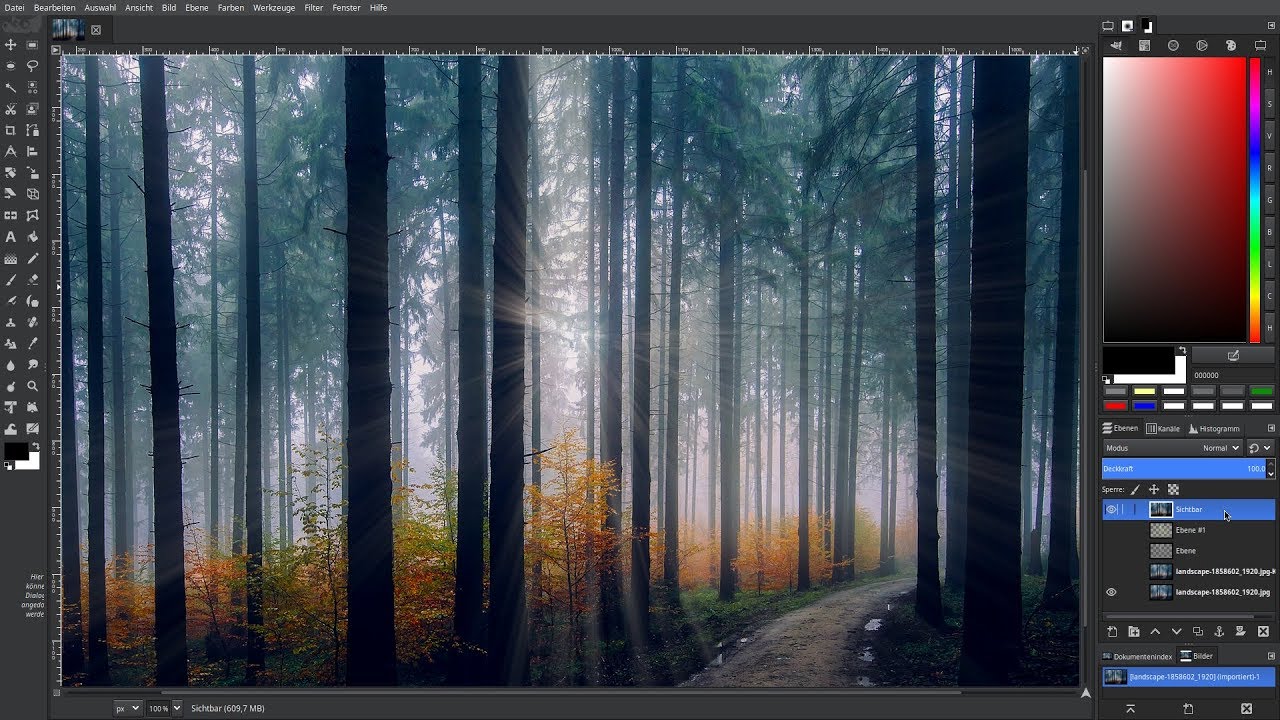 Datei Bearbeiten Auswahl Ansicht Bild Ebene Farben Werkzeuge Filter Fenster Hilfe
H
S
V
R
G
B
L
C
H
000000
Ebenen Kanäle Histogramm
Modus Normal
Deckkraft 100.0
Sperre:
Sichtbar
Ebene #1
Ebene
landscape-1858602_1920.jpg-K
landscape-1858602_1920.jpg
Hier
könne
Dialog
angedo
werde
Dokumentenindex Bilder
[landscape-1858602_1920] (importiert)-1
px 100 % Sichtbar (609,7 MB)